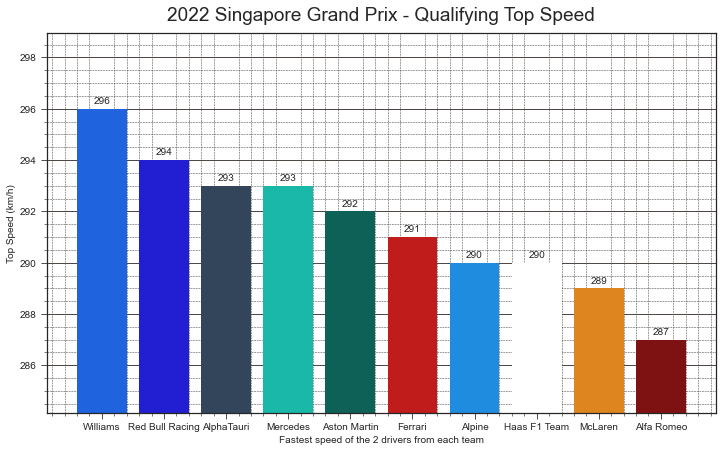 2022 Singapore Grand Prix - Qualifying Top Speed
298
296
294
292
290
288
286
Top Speed (km/h)
296
294
293
293
292
291
290
290
289
287
Williams
Red Bull Racing
AlphaTauri
Mercedes
Aston Martin
Ferrari
Alpine
Haas F1 Team
McLaren
Alfa Romeo
Fastest speed of the 2 drivers from each team